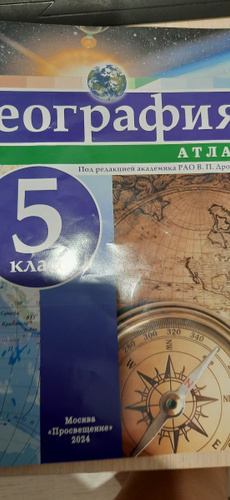 еография
АТЛА
Под редакцией академика РАО В. П. Дро
5
кла
Москва
«Просвещение»
2024